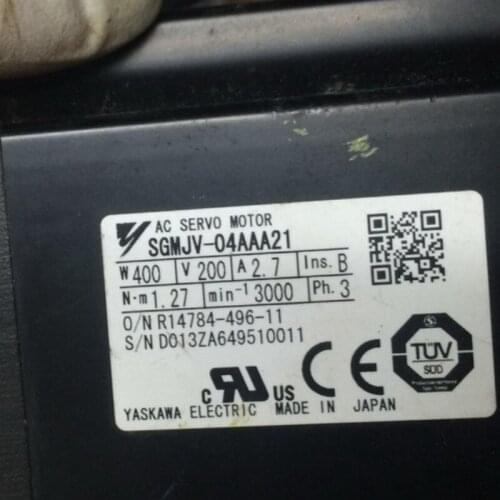 AC SERVO MOTOR
SGMJV-04AAA21
W 400 V 200 A 2.7 Ins. B
N·m 1.27 min⁻¹ 3000 Ph. 3
O/N R14784-496-11
S/N D013ZA649510011
c RU US CE
TÜV
SÜD
YASKAWA ELECTRIC MADE IN JAPAN